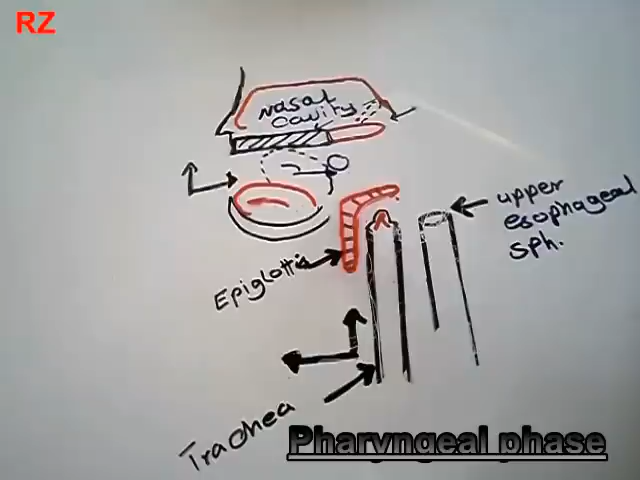 RZ
Nasal
Cavity
upper
esophageal
sph.
Epiglottis
Trachea
Pharyngeal phase